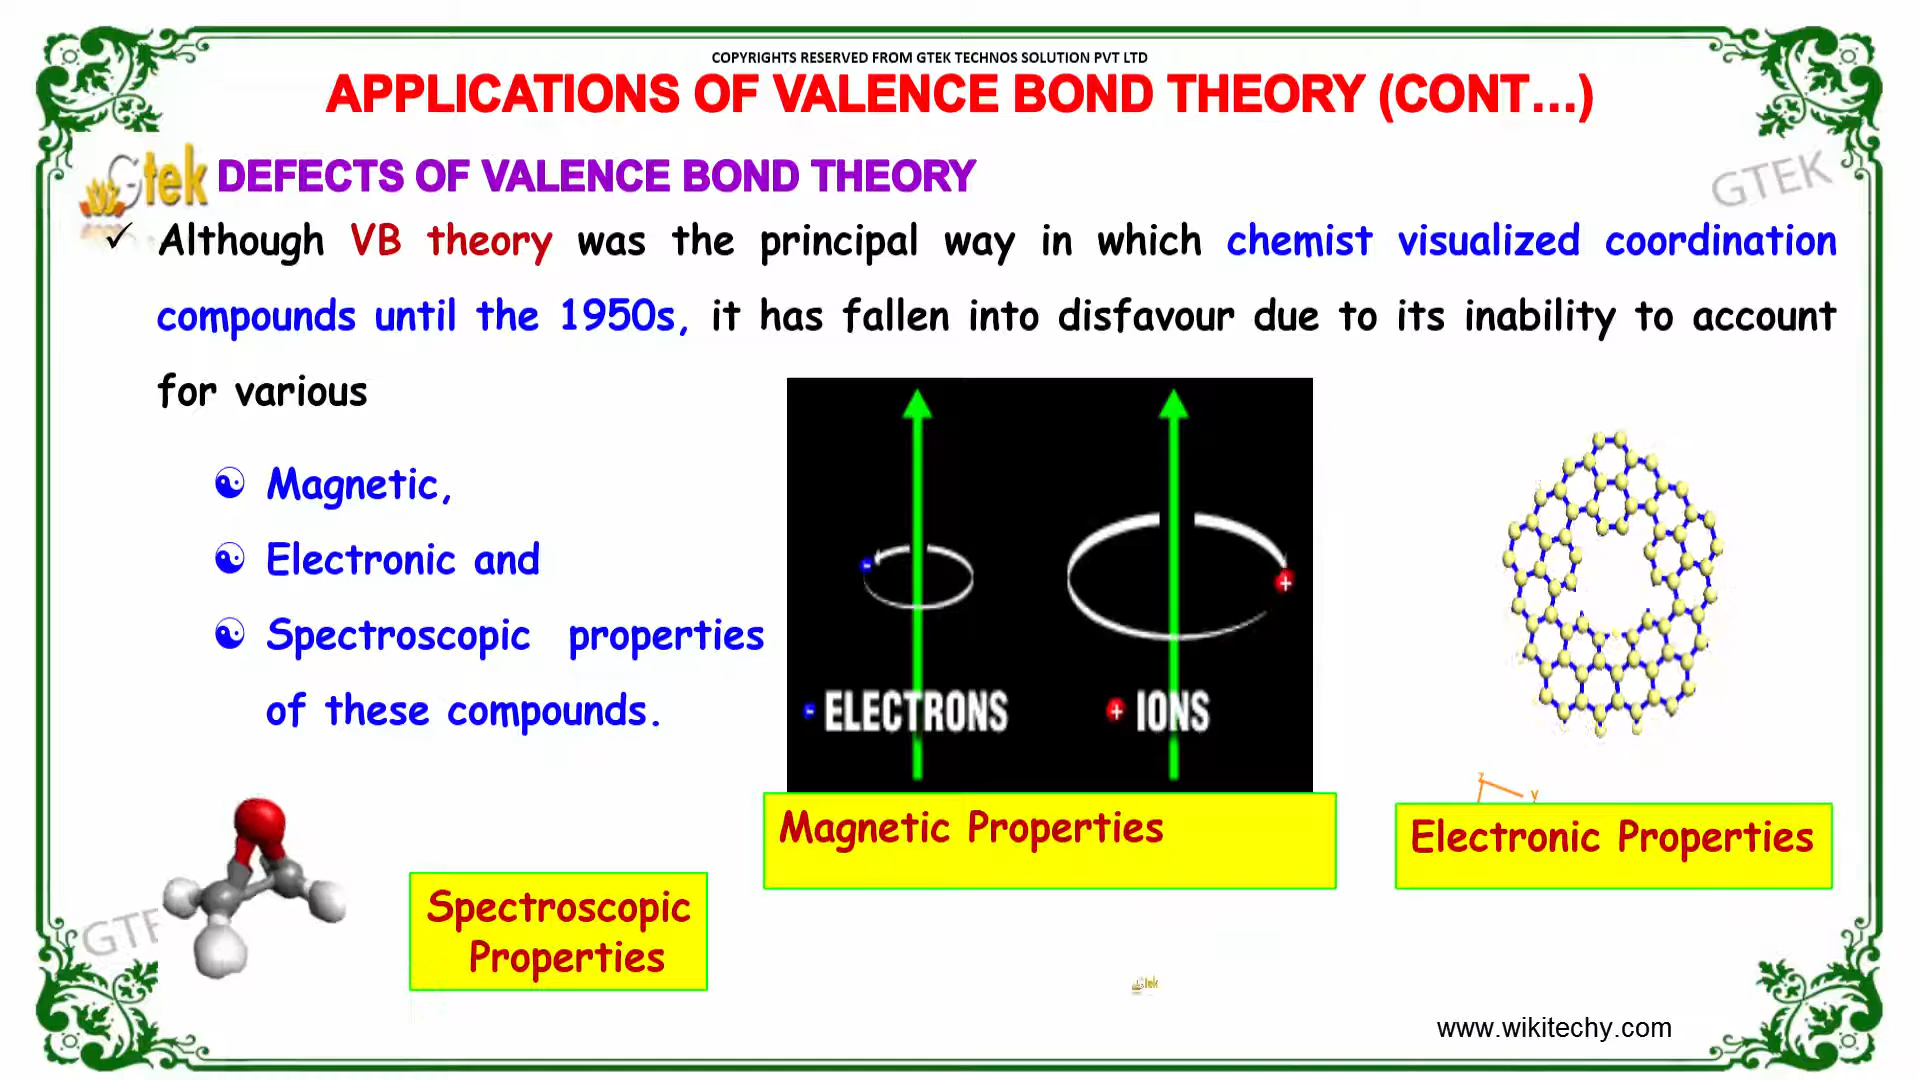 COPYRIGHTS RESERVED FROM GTEK TECHNOS SOLUTION PVT LTD
APPLICATIONS OF VALENCE BOND THEORY (CONT...)
Gtek
DEFECTS OF VALENCE BOND THEORY
GTEK
✓ Although VB theory was the principal way in which chemist visualized coordination
compounds until the 1950s, it has fallen into disfavour due to its inability to account
for various
☯ Magnetic,
☯ Electronic and
☯ Spectroscopic properties
of these compounds.
-
+
- ELECTRONS
+ IONS
z
y
Magnetic Properties
Electronic Properties
Spectroscopic
Properties
GTE
Gtek
www.wikitechy.com